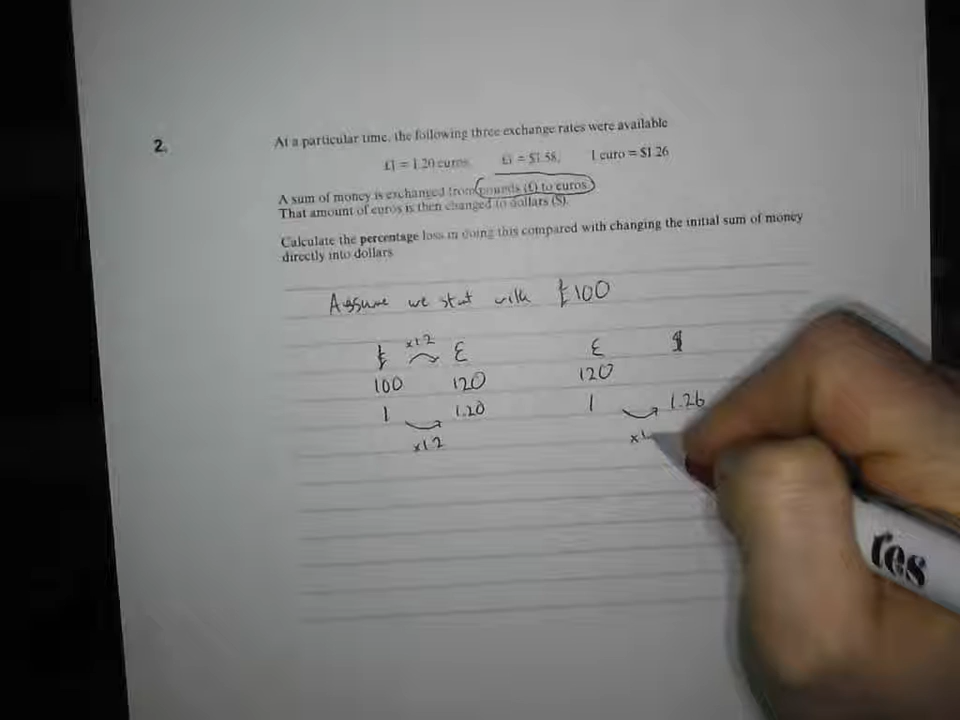 2.
At a particular time, the following three exchange rates were available
£1 = 1.20 euros, £1 = $1.58, 1 euro = $1.26
A sum of money is exchanged from pounds (£) to euros.
That amount of euros is then changed to dollars ($).
Calculate the percentage loss in doing this compared with changing the initial sum of money
directly into dollars
Assume we start with £100
x1.2
£ € € $
100 120 120
1 1.20 1 1.26
x1.2 x1
res